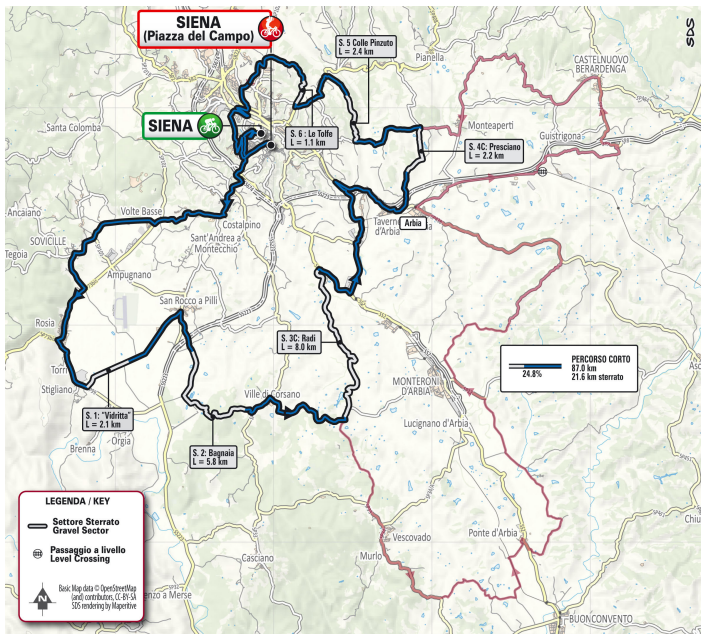 SIENA
(Piazza del Campo)
SDS
S. 5 Colle Pinzuto
L = 2.4 km
Pianella
CASTELNUOVO
BERARDENGA
SIENA
Santa Colomba
S. 6 : Le Tolfe
L = 1.1 km
Monteaperti
Guistrigona
S. 4C: Presciano
L = 2.2 km
Volte Basse
Costalpino
Ancaiano
SOVICILLE
Tegoia
Sant'Andrea a
Montecchio
Taverne
d'Arbia
Arbia
Ampugnano
San Rocco a Pilli
Rosia
S. 3C: Radi
L = 8.0 km
PERCORSO CORTO
87.0 km
21.6 km sterrato
24.8%
Torri
Stigliano
Ville di Corsano
MONTERONI
D'ARBIA
S. 1: "Vidritta"
L = 2.1 km
Orgia
Brenna
S. 2: Bagnaia
L = 5.8 km
Lucignano d'Arbia
LEGENDA / KEY
Settore Sterrato
Gravel Sector
Passaggio a livello
Level Crossing
Basic Map data © OpenStreetMap
(and) contributors, CC-BY-SA
SDS rendering by Maperitive
N
Vescovado
Murlo
Ponte d'Arbia
Casciano
BUONCONVENTO